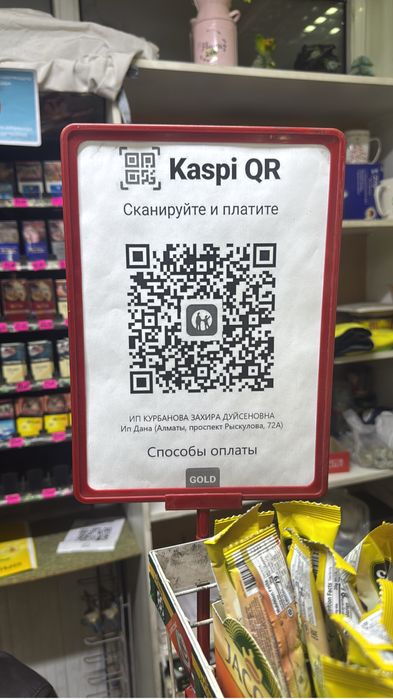 Kaspi QR
Сканируйте и платите
ИП КУРБАНОВА ЗАХИРА ДУЙСЕНОВНА
Ип Дана (Алматы, проспект Рыскулова, 72А)
Способы оплаты
GOLD